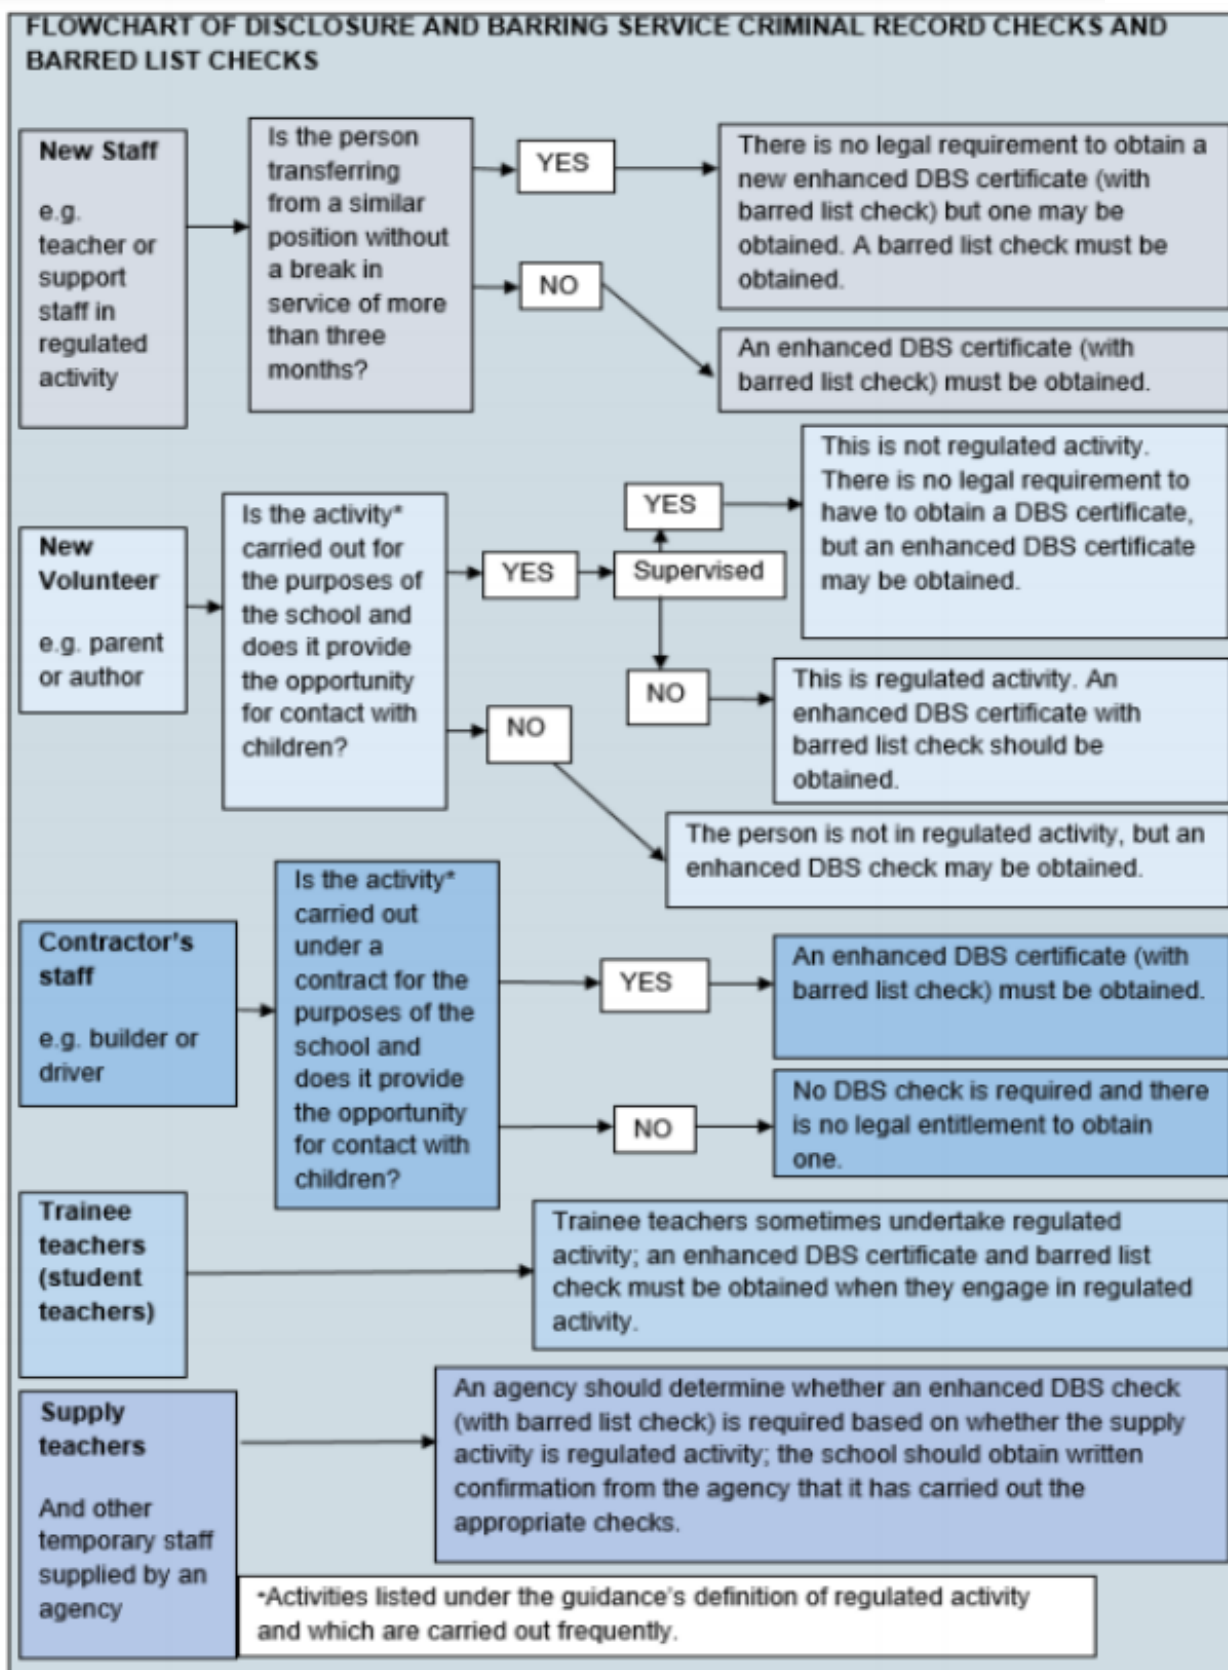 FLOWCHART OF DISCLOSURE AND BARRING SERVICE CRIMINAL RECORD CHECKS AND
BARRED LIST CHECKS
New Staff
e.g.
teacher or
support
staff in
regulated
activity
Is the person
transferring
from a similar
position without
a break in
service of more
than three
months?
YES
There is no legal requirement to obtain a
new enhanced DBS certificate (with
barred list check) but one may be
obtained. A barred list check must be
obtained.
NO
An enhanced DBS certificate (with
barred list check) must be obtained.
New
Volunteer
e.g. parent
or author
Is the activity*
carried out for
the purposes of
the school and
does it provide
the opportunity
for contact with
children?
YES
Supervised
YES
This is not regulated activity.
There is no legal requirement to
have to obtain a DBS certificate,
but an enhanced DBS certificate
may be obtained.
NO
This is regulated activity. An
enhanced DBS certificate with
barred list check should be
obtained.
NO
The person is not in regulated activity, but an
enhanced DBS check may be obtained.
Contractor's
staff
e.g. builder or
driver
Is the activity*
carried out
under a
contract for the
purposes of the
school and
does it provide
the opportunity
for contact with
children?
YES
An enhanced DBS certificate (with
barred list check) must be obtained.
NO
No DBS check is required and there
is no legal entitlement to obtain
one.
Trainee
teachers
(student
teachers)
Trainee teachers sometimes undertake regulated
activity; an enhanced DBS certificate and barred list
check must be obtained when they engage in regulated
activity.
Supply
teachers
And other
temporary staff
supplied by an
agency
An agency should determine whether an enhanced DBS check
(with barred list check) is required based on whether the supply
activity is regulated activity; the school should obtain written
confirmation from the agency that it has carried out the
appropriate checks.
*Activities listed under the guidance's definition of regulated activity
and which are carried out frequently.